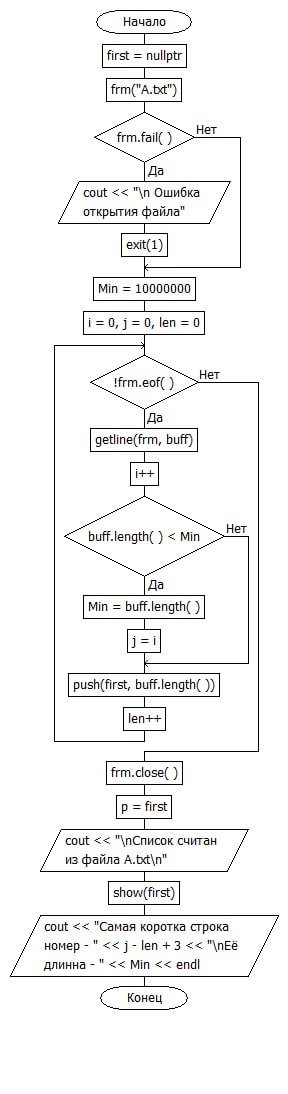 Начало
first = nullptr
frm("A.txt")
frm.fail( )
Нет
Да
cout << "\n Ошибка
открытия файла"
exit(1)
Min = 10000000
i = 0, j = 0, len = 0
!frm.eof( )
Нет
Да
getline(frm, buff)
i++
buff.length( ) < Min
Нет
Да
Min = buff.length( )
j = i
push(first, buff.length( ))
len++
frm.close( )
p = first
cout << "\nСписок считан
из файла A.txt\n"
show(first)
cout << "Самая коротка строка
номер - " << j - len + 3 << "\nЕё
длинна - " << Min << endl
Конец